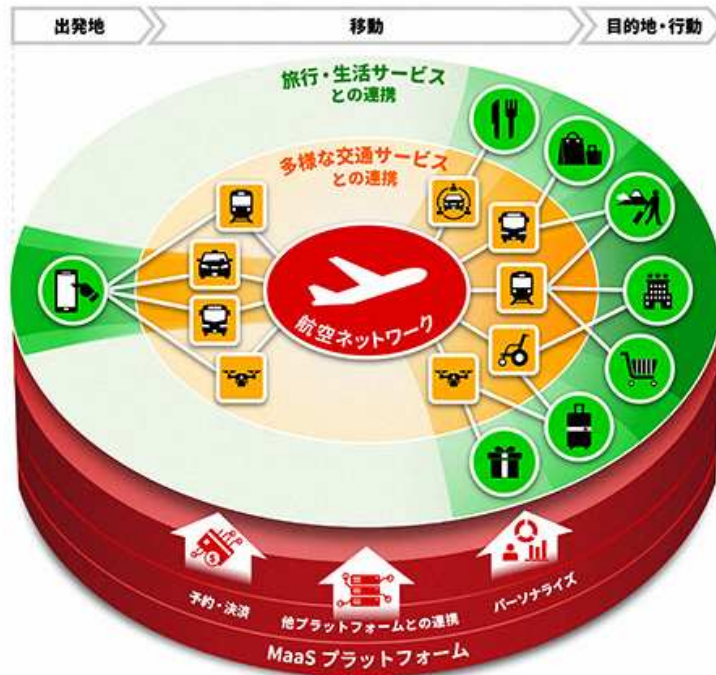 出発地
移動
目的地・行動
旅行・生活サービス
との連携
多様な交通サービス
との連携
航空ネットワーク
予約・決済
他プラットフォームとの連携
パーソナライズ
MaaS プラットフォーム